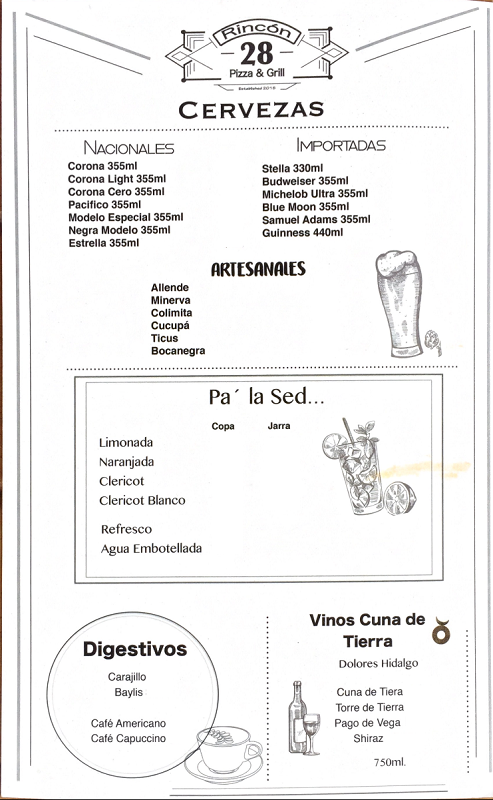 Rincón
28
Pizza & Grill
Established 2018
CERVEZAS
NACIONALES
Corona 355ml
Corona Light 355ml
Corona Cero 355ml
Pacifico 355ml
Modelo Especial 355ml
Negra Modelo 355ml
Estrella 355ml
IMPORTADAS
Stella 330ml
Budweiser 355ml
Michelob Ultra 355ml
Blue Moon 355ml
Samuel Adams 355ml
Guinness 440ml
ARTESANALES
Allende
Minerva
Colimita
Cucupá
Ticus
Bocanegra
Pa´ la Sed...
Copa Jarra
Limonada
Naranjada
Clericot
Clericot Blanco
Refresco
Agua Embotellada
Digestivos
Carajillo
Baylis
Café Americano
Café Capuccino
Vinos Cuna de
Tierra
Dolores Hidalgo
Cuna de Tiera
Torre de Tierra
Pago de Vega
Shiraz
750ml.